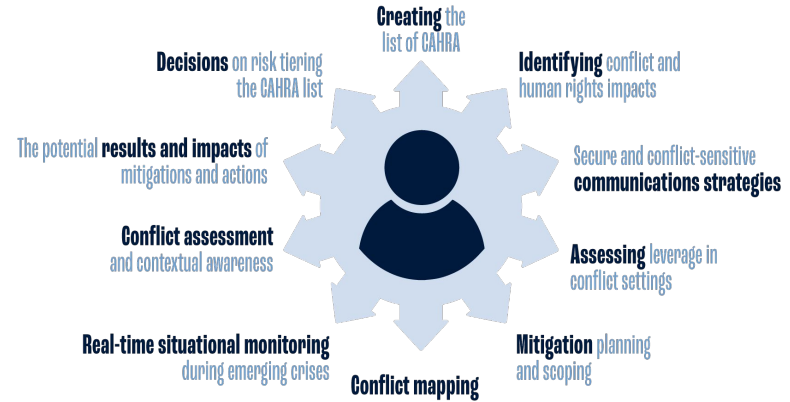 Creating the
list of CAHRA
Identifying conflict and
human rights impacts
Secure and conflict-sensitive
communications strategies
Assessing leverage in
conflict settings
Mitigation planning
and scoping
Conflict mapping
Real-time situational monitoring
during emerging crises
Conflict assessment
and contextual awareness
The potential results and impacts of
mitigations and actions
Decisions on risk tiering
the CAHRA list